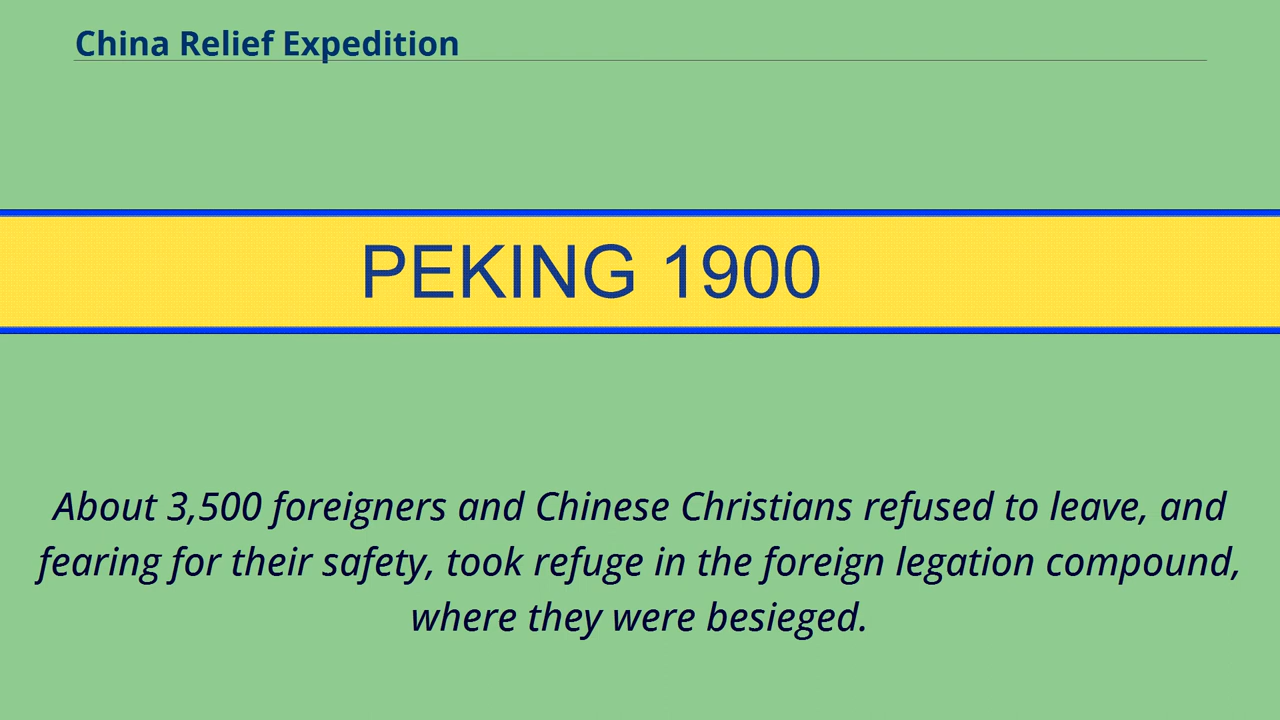 China Relief Expedition
PEKING 1900
About 3,500 foreigners and Chinese Christians refused to leave, and
fearing for their safety, took refuge in the foreign legation compound,
where they were besieged.